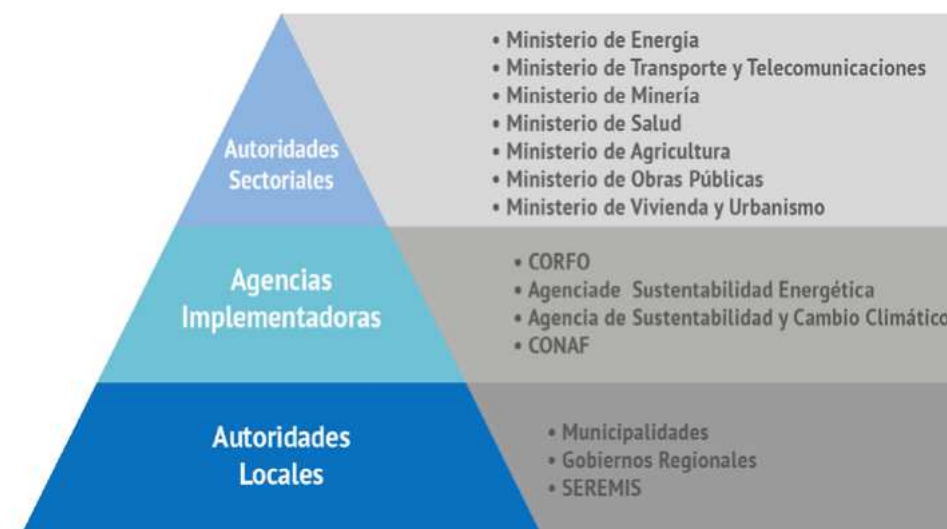 Autoridades
Sectoriales
• Ministerio de Energia
• Ministerio de Transporte y Telecomunicaciones
• Ministerio de Minería
• Ministerio de Salud
• Ministerio de Agricultura
• Ministerio de Obras Públicas
• Ministerio de Vivienda y Urbanismo
Agencias
Implementadoras
• CORFO
• Agenciade Sustentabilidad Energética
• Agencia de Sustentabilidad y Cambio Climático
• CONAF
Autoridades
Locales
• Municipalidades
• Gobiernos Regionales
• SEREMIS